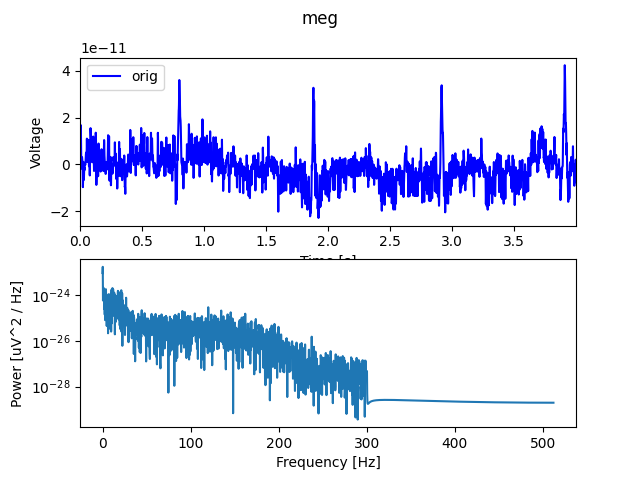 meg
1e−11
orig
Voltage
4
2
0
−2
0.0 0.5 1.0 1.5 2.0 2.5 3.0 3.5
Time [s]
Power [uV^2 / Hz]
10−24
10−26
10−28
0 100 200 300 400 500
Frequency [Hz]